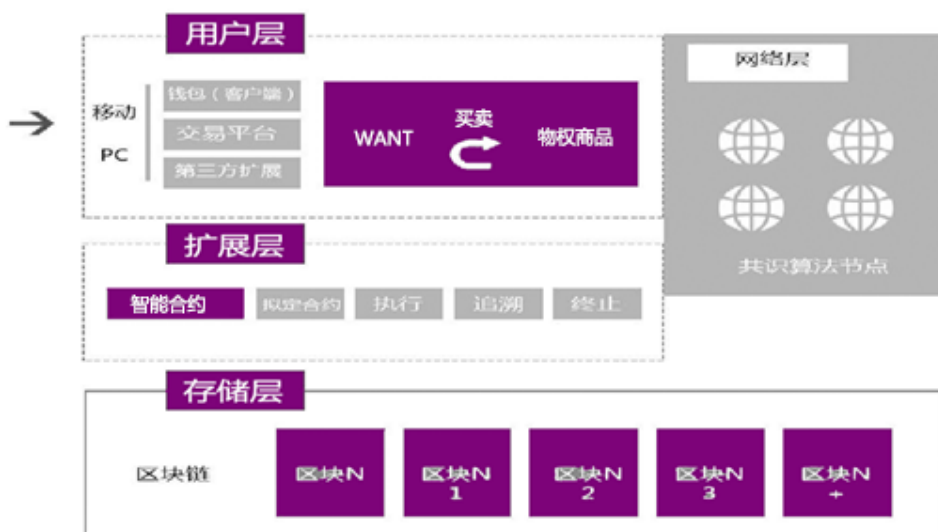 用户层
网络层
移动
PC
钱包（客户端）
交易平台
第三方扩展
WANT
买卖
物权商品
共识算法节点
扩展层
智能合约
拟定合约
执行
追溯
终止
存储层
区块链
区块N
区块N
1
区块N
2
区块N
3
区块N
+